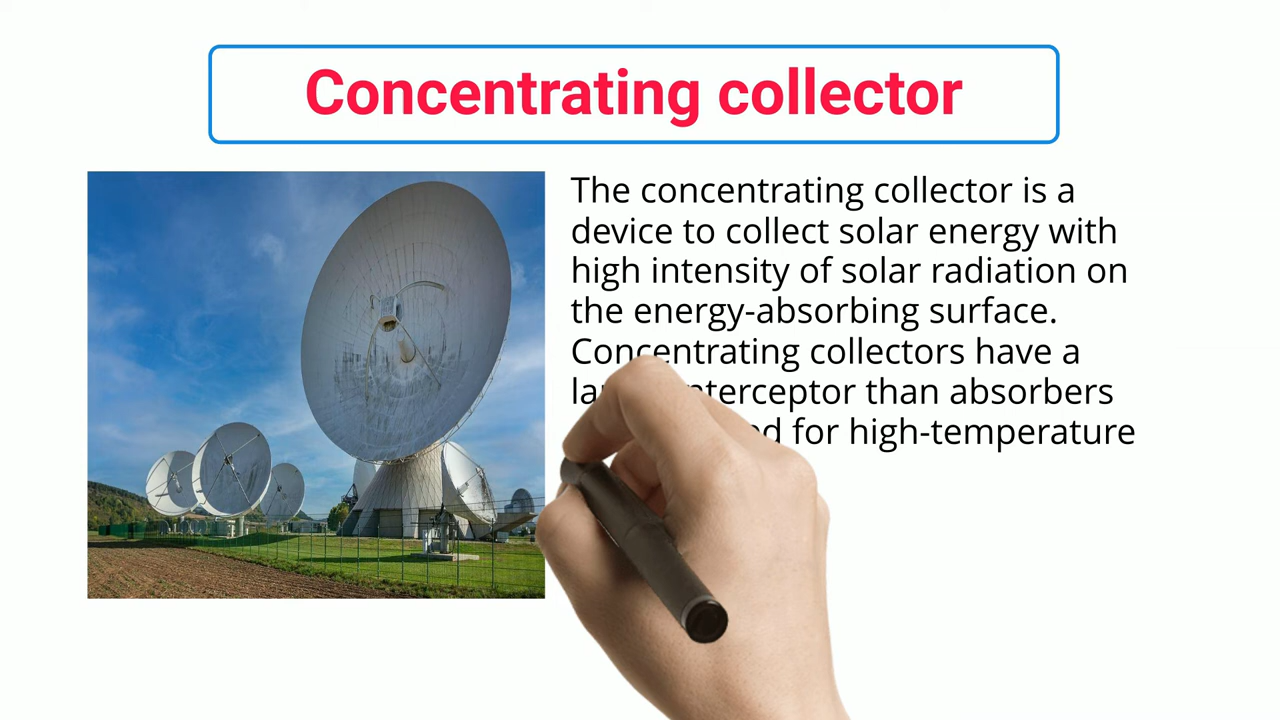 Concentrating collector
The concentrating collector is a
device to collect solar energy with
high intensity of solar radiation on
the energy-absorbing surface.
Concentrating collectors have a
than absorbers
for high-temperature